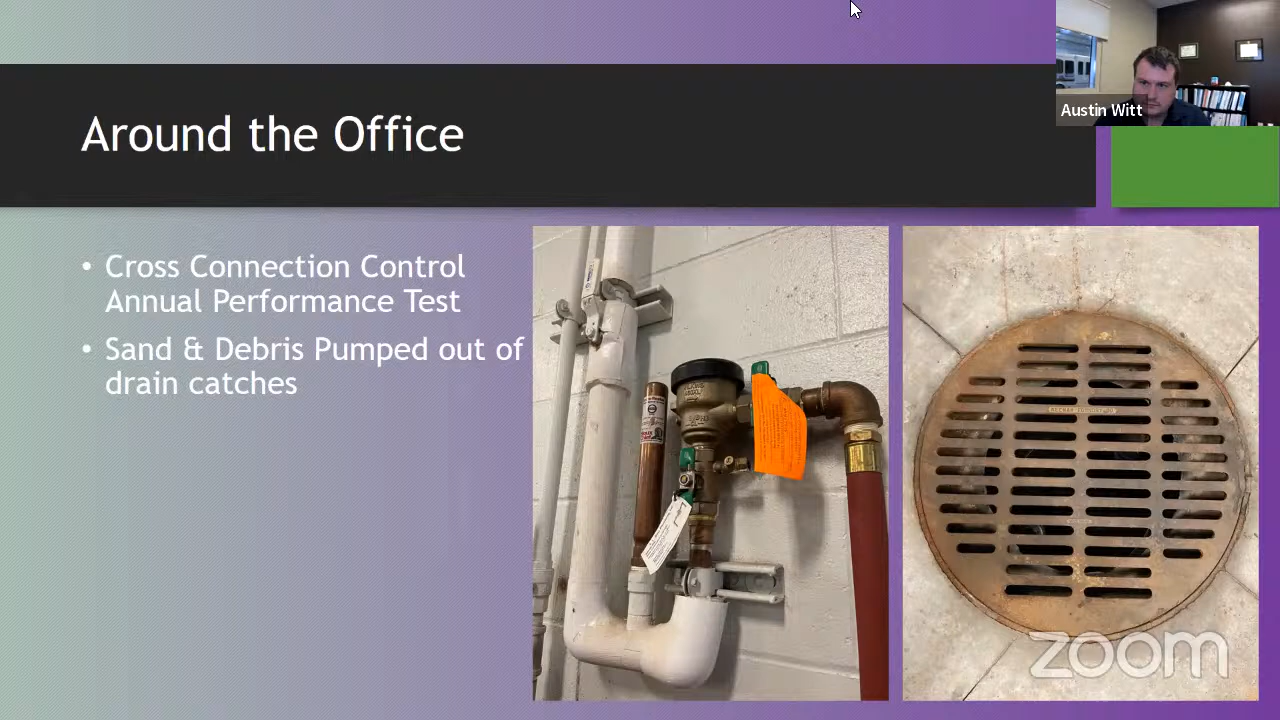 Around the Office
Austin Witt
• Cross Connection Control
Annual Performance Test
• Sand & Debris Pumped out of
drain catches
zoom